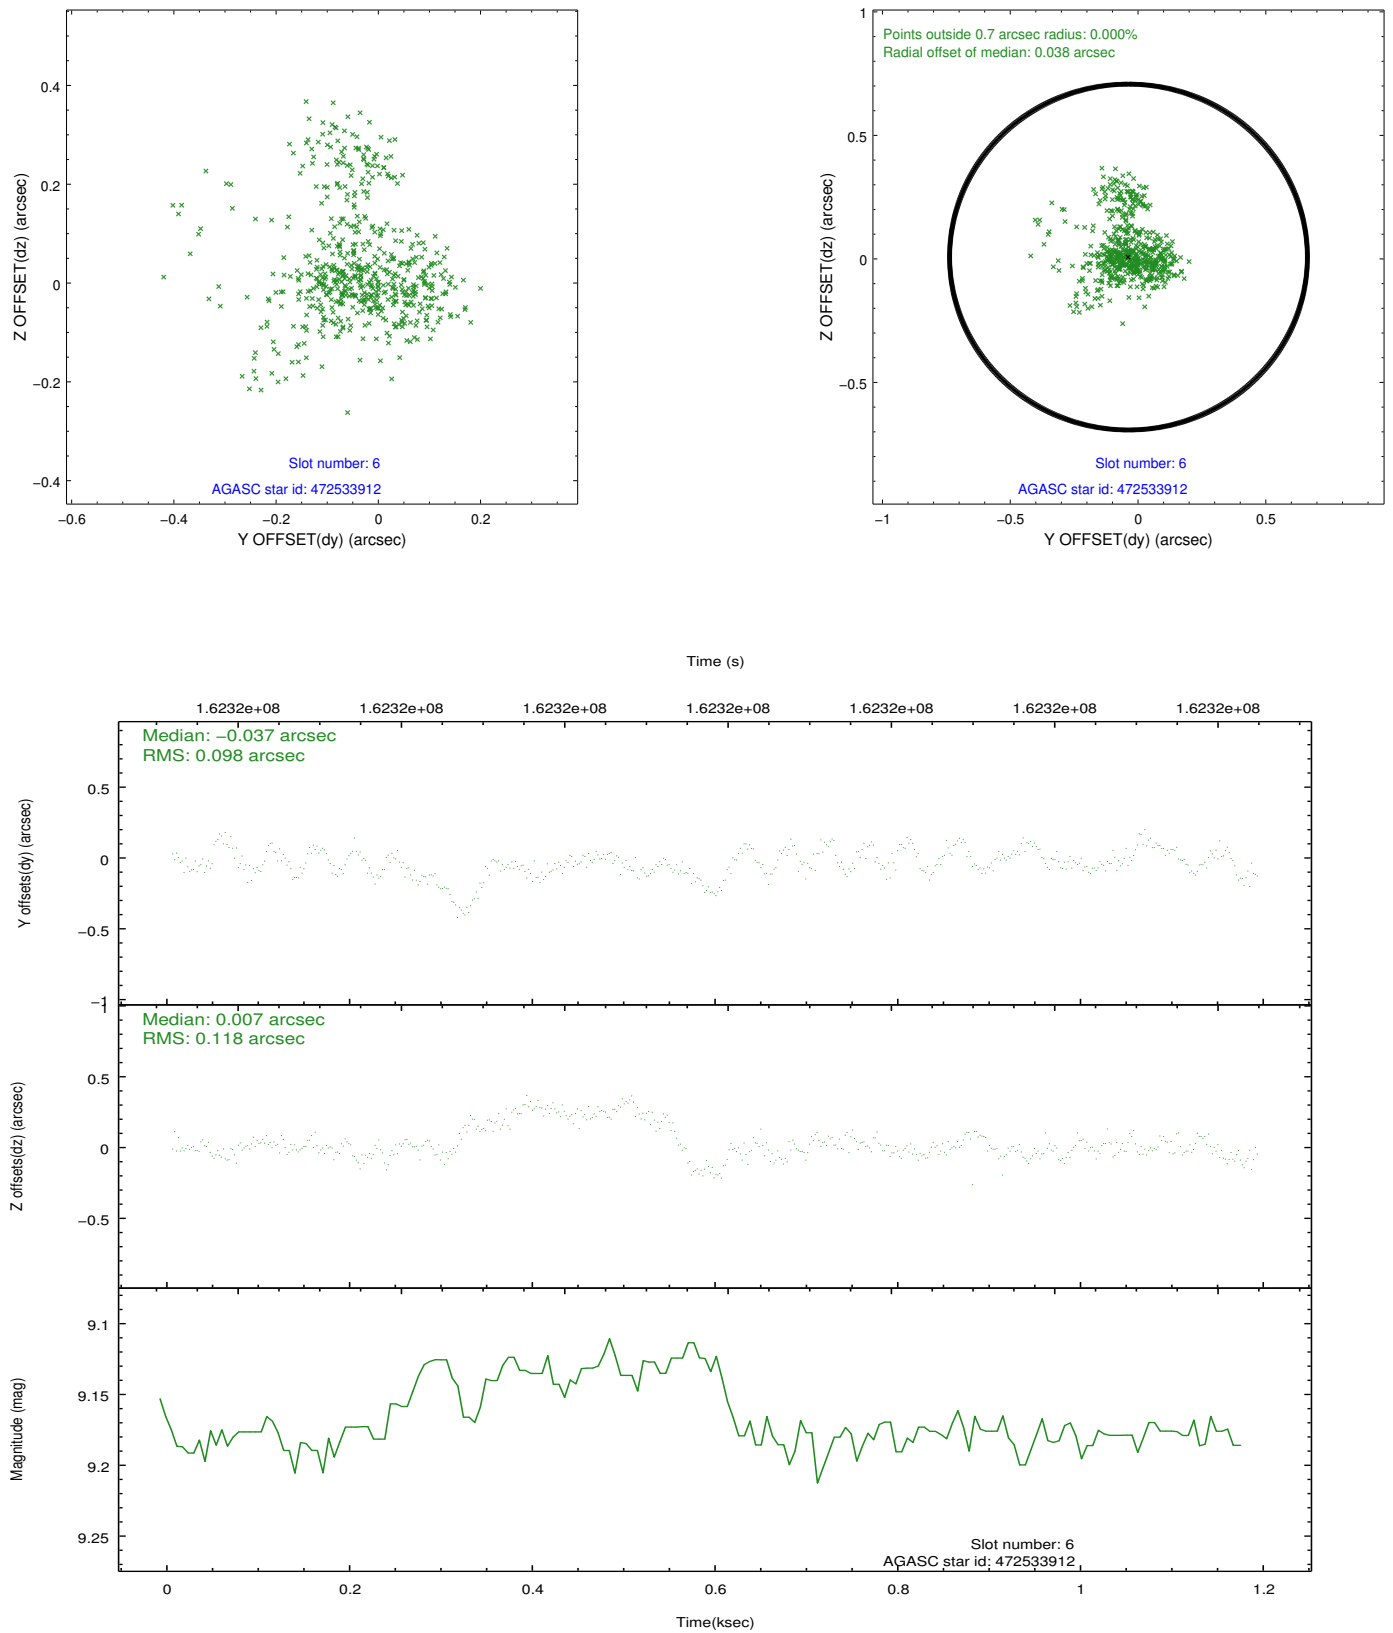 0.4
0.2
0
−0.2
−0.4
Z OFFSET(dz) (arcsec)
Slot number: 6
AGASC star id: 472533912
−0.6 −0.4 −0.2 0 0.2
Y OFFSET(dy) (arcsec)
Points outside 0.7 arcsec radius: 0.000%
Radial offset of median: 0.038 arcsec
1
0.5
0
−0.5
Z OFFSET(dz) (arcsec)
Slot number: 6
AGASC star id: 472533912
−1 −0.5 0 0.5
Y OFFSET(dy) (arcsec)
Time (s)
1.6232e+08 1.6232e+08 1.6232e+08 1.6232e+08 1.6232e+08 1.6232e+08 1.6232e+08
Median: −0.037 arcsec
RMS: 0.098 arcsec
0.5
0
−0.5
−1
Y offsets(dy) (arcsec)
Median: 0.007 arcsec
RMS: 0.118 arcsec
1
0.5
0
−0.5
Z offsets(dz) (arcsec)
9.1
9.15
9.2
9.25
Magnitude (mag)
Slot number: 6
AGASC star id: 472533912
0 0.2 0.4 0.6 0.8 1 1.2
Time(ksec)